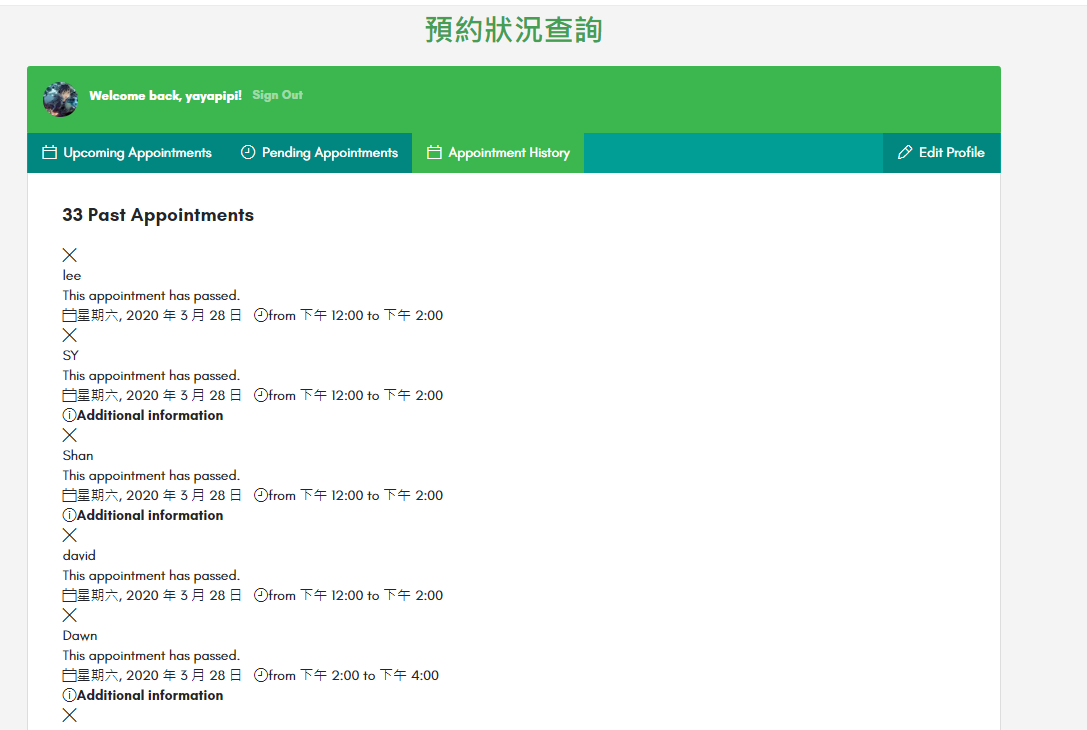 預約狀況查詢
Welcome back, yayapipi! Sign Out
Upcoming Appointments Pending Appointments Appointment History Edit Profile
33 Past Appointments
lee
This appointment has passed.
星期六, 2020 年 3 月 28 日 from 下午 12:00 to 下午 2:00
SY
This appointment has passed.
星期六, 2020 年 3 月 28 日 from 下午 12:00 to 下午 2:00
Additional information
Shan
This appointment has passed.
星期六, 2020 年 3 月 28 日 from 下午 12:00 to 下午 2:00
Additional information
david
This appointment has passed.
星期六, 2020 年 3 月 28 日 from 下午 12:00 to 下午 2:00
Dawn
This appointment has passed.
星期六, 2020 年 3 月 28 日 from 下午 2:00 to 下午 4:00
Additional information